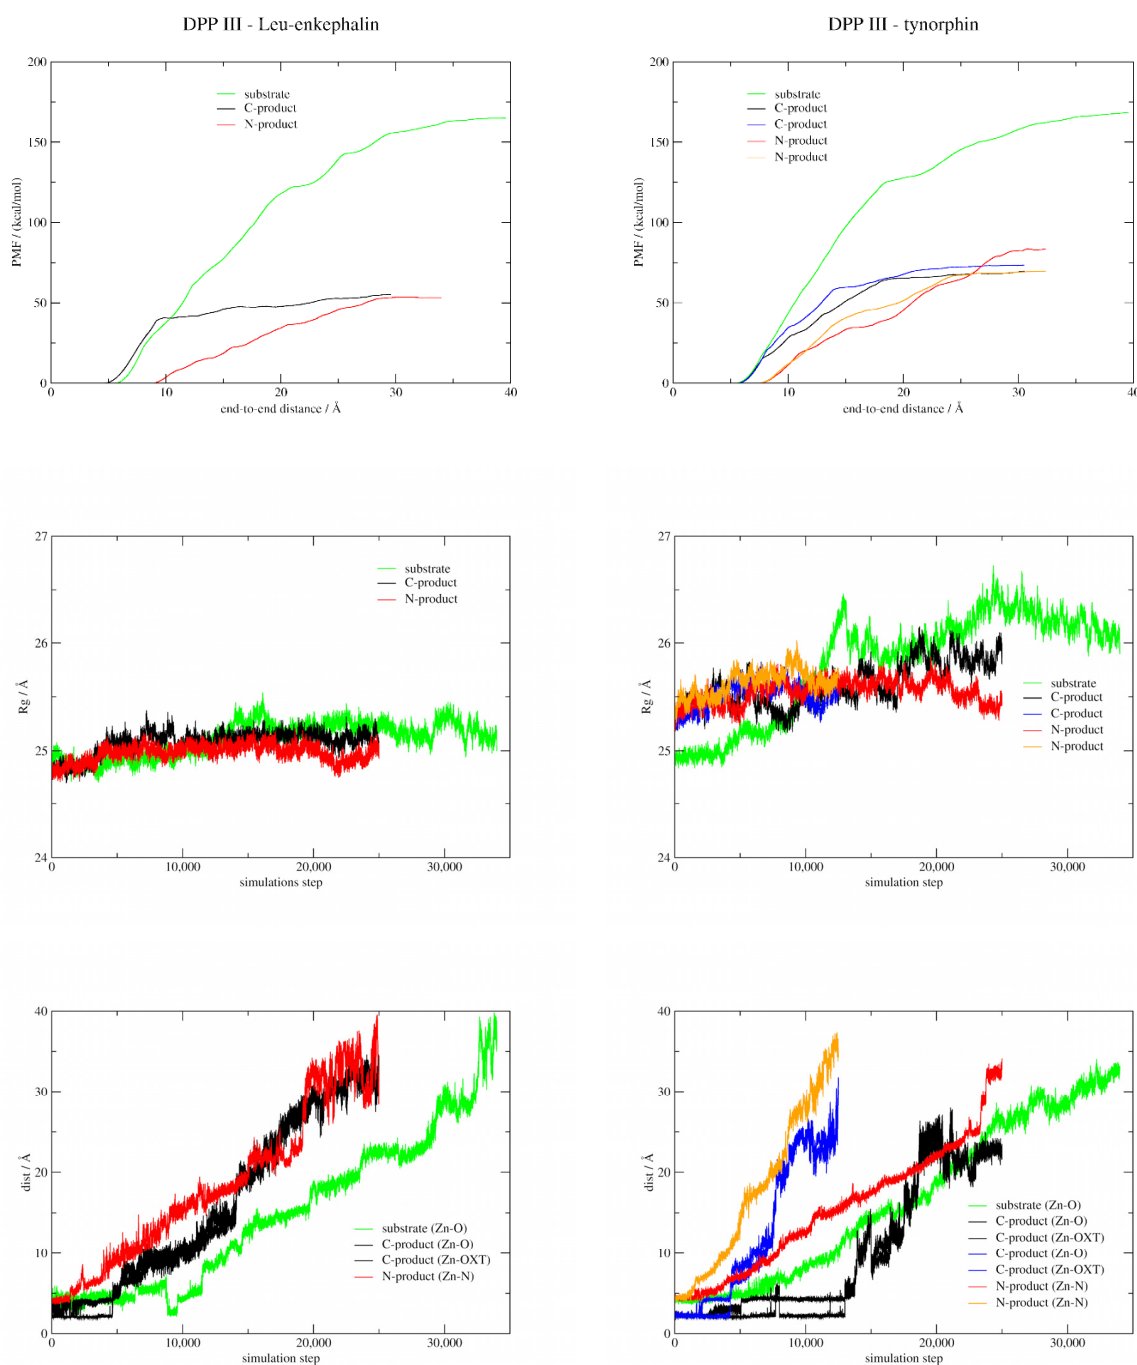 DPP III - Leu-enkephalin
DPP III - tynorphin
200
150
100
50
0
PMF / (kcal/mol)
substrate
C-product
N-product
0 10 20 30 40
end-to-end distance / Å
200
150
100
50
0
PMF / (kcal/mol)
substrate
C-product
C-product
N-product
N-product
0 10 20 30 40
end-to-end distance / Å
27
26
25
24
Rg / Å
substrate
C-product
N-product
0 10,000 20,000 30,000
simulations step
27
26
25
24
Rg / Å
substrate
C-product
C-product
N-product
N-product
0 10,000 20,000 30,000
simulation step
40
30
20
10
0
dist / Å
substrate (Zn-O)
C-product (Zn-O)
C-product (Zn-OXT)
N-product (Zn-N)
0 10,000 20,000 30,000
simulation step
40
30
20
10
0
dist / Å
substrate (Zn-O)
C-product (Zn-O)
C-product (Zn-OXT)
C-product (Zn-O)
C-product (Zn-OXT)
N-product (Zn-N)
N-product (Zn-N)
0 10,000 20,000 30,000
simulation step